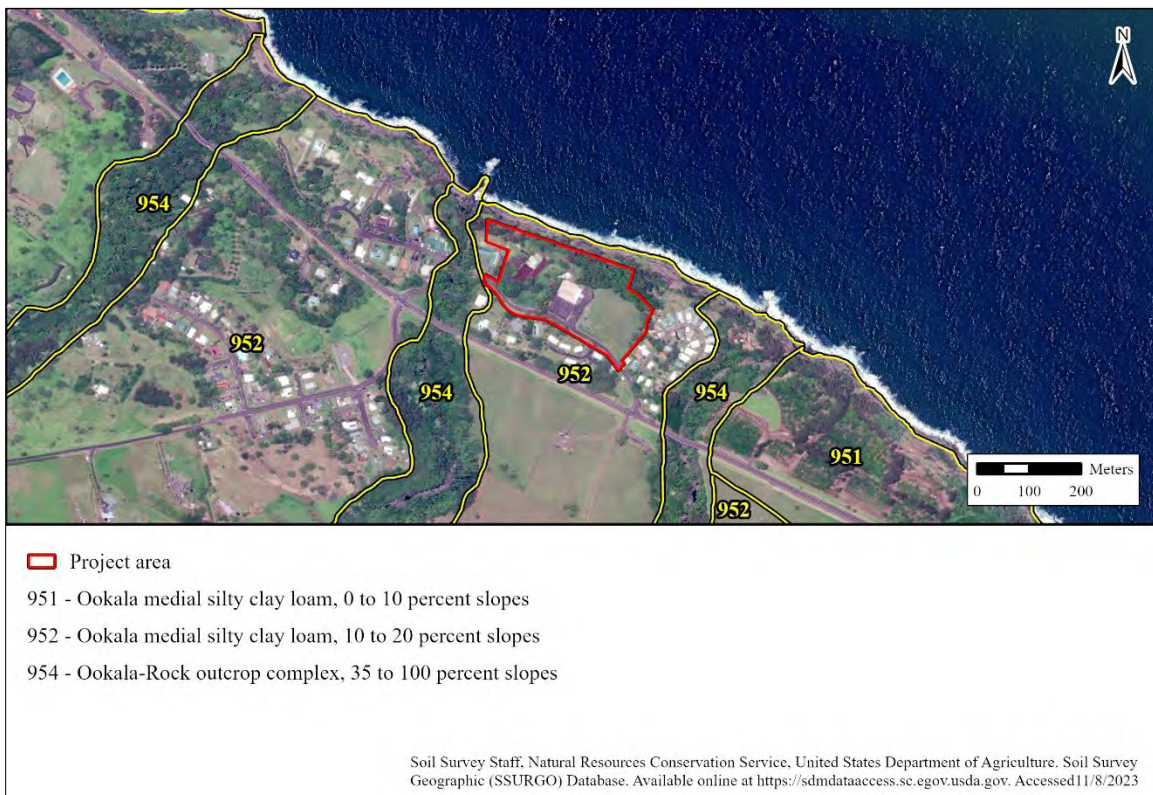 N
954
952
954
952
954
951
952
Meters
0 100 200
Project area
951 - Ookala medial silty clay loam, 0 to 10 percent slopes
952 - Ookala medial silty clay loam, 10 to 20 percent slopes
954 - Ookala-Rock outcrop complex, 35 to 100 percent slopes
Soil Survey Staff, Natural Resources Conservation Service, United States Department of Agriculture. Soil Survey
Geographic (SSURGO) Database. Available online at https://sdmdataaccess.sc.egov.usda.gov. Accessed11/8/2023